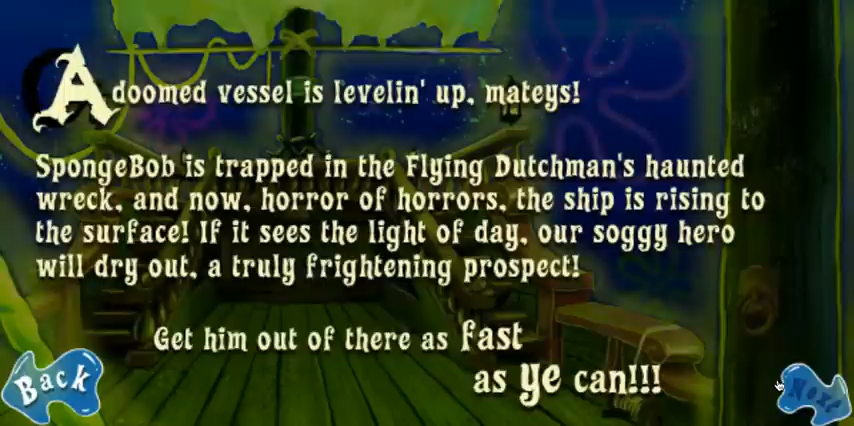 A doomed vessel is levelin' up, mateys!
SpongeBob is trapped in the Flying Dutchman's haunted
wreck, and now, horror of horrors, the ship is rising to
the surface! If it sees the light of day, our soggy hero
will dry out, a truly frightening prospect!
Get him out of there as fast
as ye can!!!
Back
Next